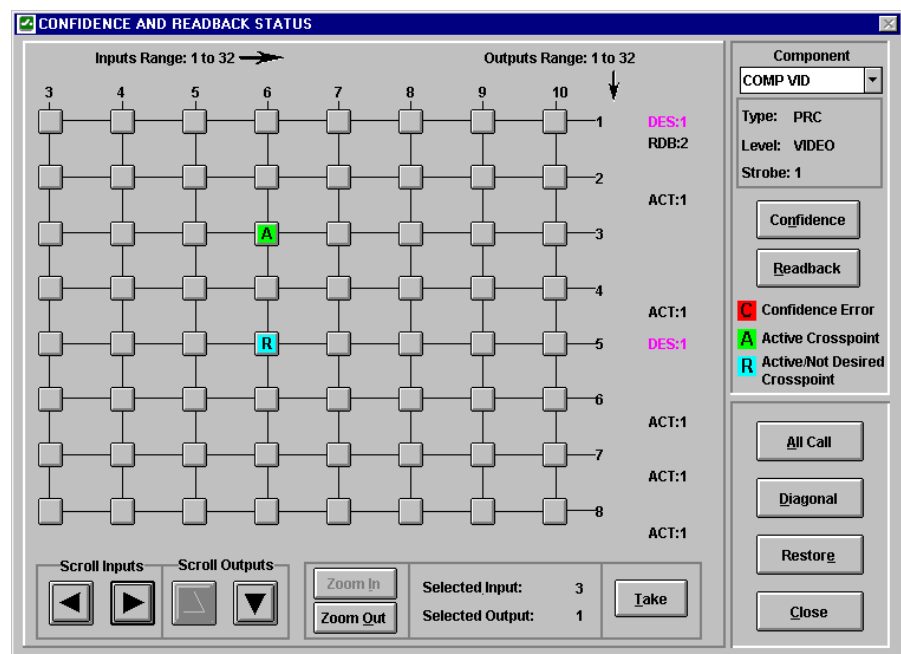 CONFIDENCE AND READBACK STATUS
Inputs Range: 1 to 32
Outputs Range: 1 to 32
3 4 5 6 7 8 9 10
1 DES:1
RDB:2
2
ACT:1
A 3
4
ACT:1
R 5 DES:1
6
ACT:1
7
ACT:1
8
ACT:1
Scroll Inputs
Scroll Outputs
Zoom In
Zoom Out
Selected Input: 3
Selected Output: 1
Take
Component
COMP VID
Type: PRC
Level: VIDEO
Strobe: 1
Confidence
Readback
C Confidence Error
A Active Crosspoint
R Active/Not Desired
Crosspoint
All Call
Diagonal
Restore
Close